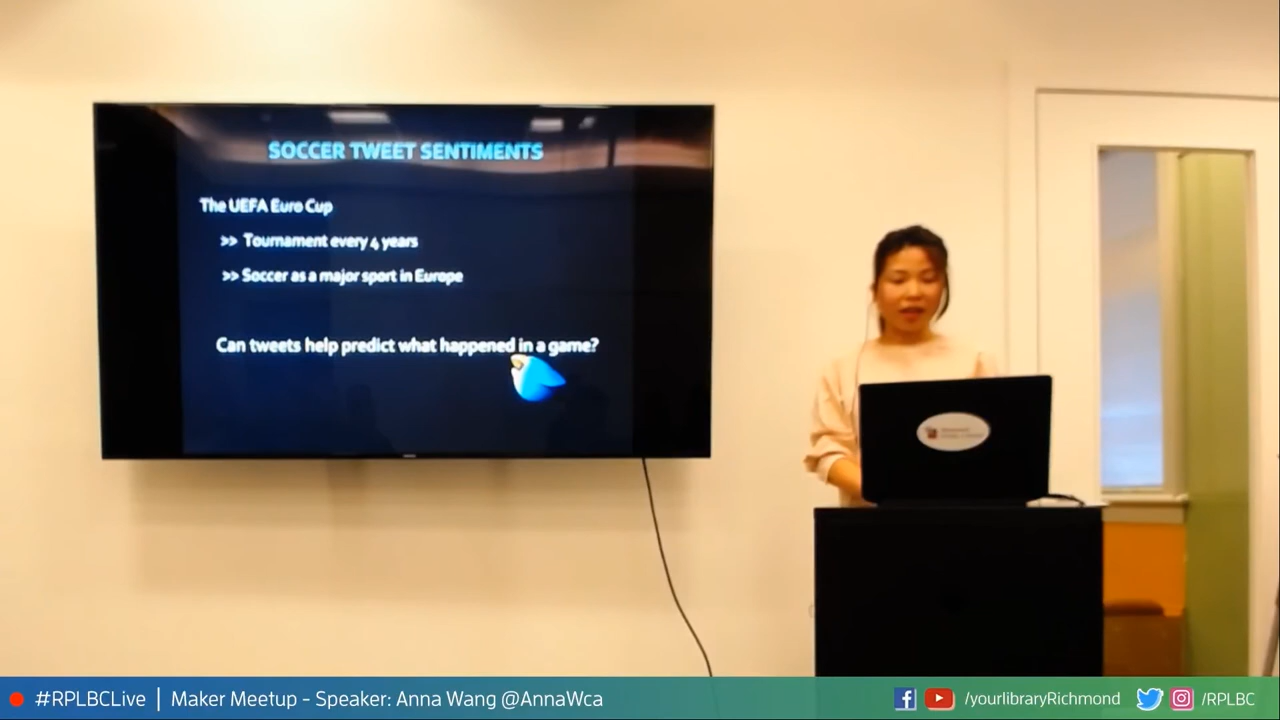 SOCCER TWEET SENTIMENTS
The UEFA Euro Cup
>> Tournament every 4 years
>> Soccer as a major sport in Europe
Can tweets help predict what happened in a game?
#RPLBCLive | Maker Meetup - Speaker: Anna Wang @AnnaWca
/yourlibraryRichmond
/RPLBC